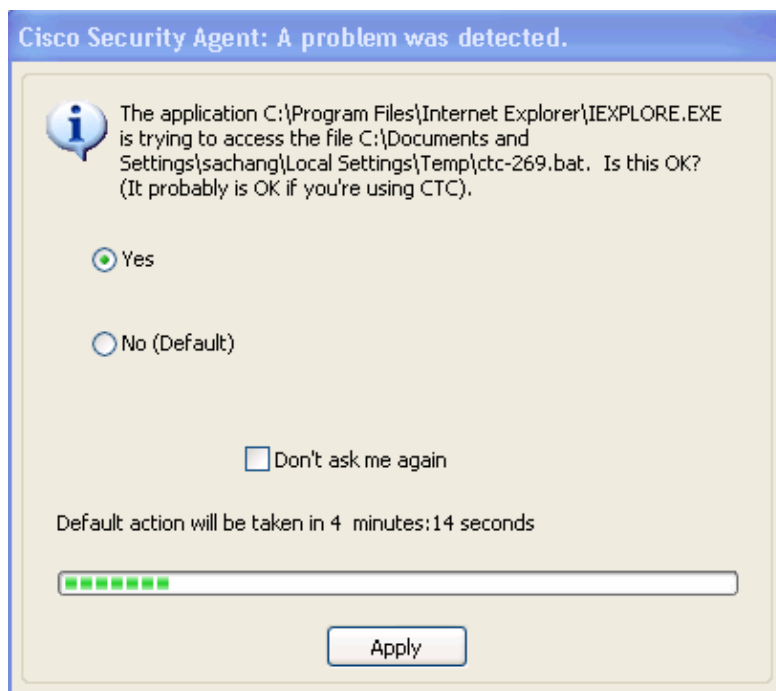 Cisco Security Agent: A problem was detected.
The application C:\Program Files\Internet Explorer\IEXPLORE.EXE
is trying to access the file C:\Documents and
Settings\sachang\Local Settings\Temp\ctc-269.bat.  Is this OK?
(It probably is OK if you're using CTC).
Yes
No (Default)
Don't ask me again
Default action will be taken in 4  minutes:14 seconds
Apply